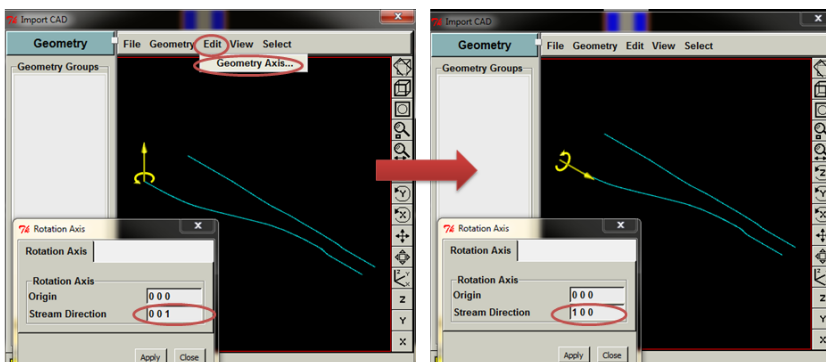 Import CAD
Geometry
File Geometry Edit View Select
Geometry Axis...
Geometry Groups
Y
X
Z Y
X
Z
Y
X
Rotation Axis
Rotation Axis
Rotation Axis
Origin 0 0 0
Stream Direction 0 0 1
Apply Close
Import CAD
Geometry
File Geometry Edit View Select
Geometry Groups
Z
Y
X
Z
Y
X
Rotation Axis
Rotation Axis
Rotation Axis
Origin 0 0 0
Stream Direction 1 0 0
Apply Close